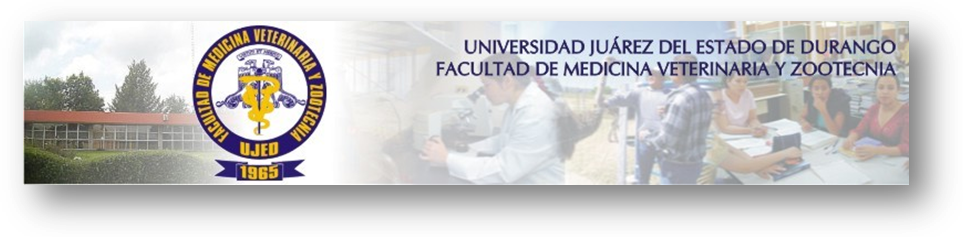 UNIVERSIDAD JUÁREZ DEL ESTADO DE DURANGO
FACULTAD DE MEDICINA VETERINARIA Y ZOOTECNIA
FACULTAD DE MEDICINA VETERINARIA Y ZOOTECNIA
UJED
1965